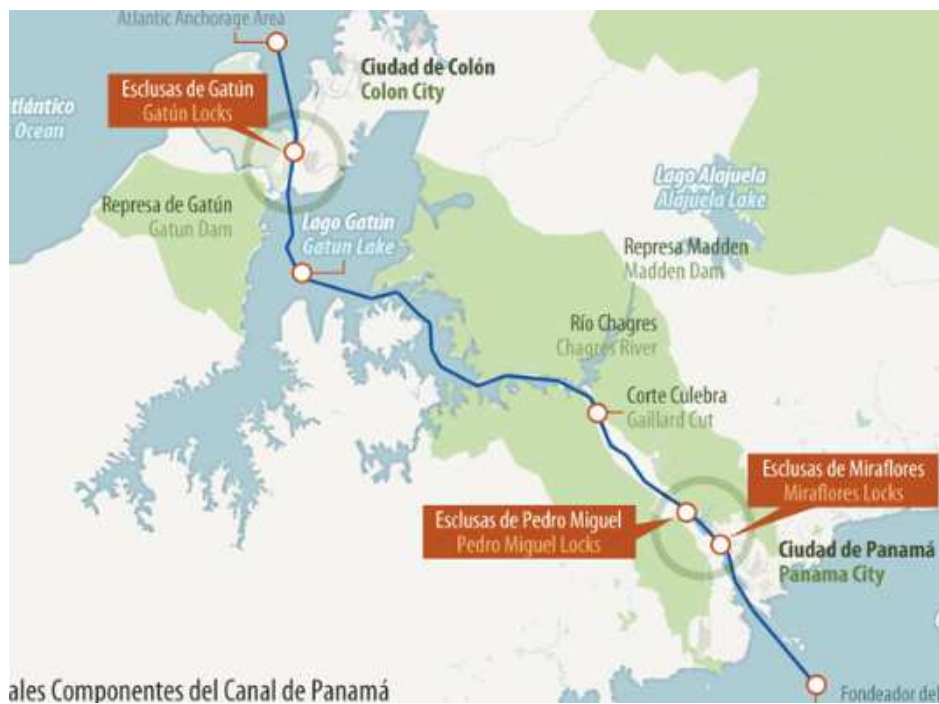 Atlantic Anchorage Area
Ciudad de Colón
Colon City
Esclusas de Gatún
Gatún Locks
tlántico
Ocean
Lago Alajuela
Alajuela Lake
Represa de Gatún
Gatun Dam
Lago Gatún
Gatun Lake
Represa Madden
Madden Dam
Río Chagres
Chagres River
Corte Culebra
Gaillard Cut
Esclusas de Miraflores
Miraflores Locks
Esclusas de Pedro Miguel
Pedro Miguel Locks
Ciudad de Panamá
Panama City
ales Componentes del Canal de Panamá
Fondeador del